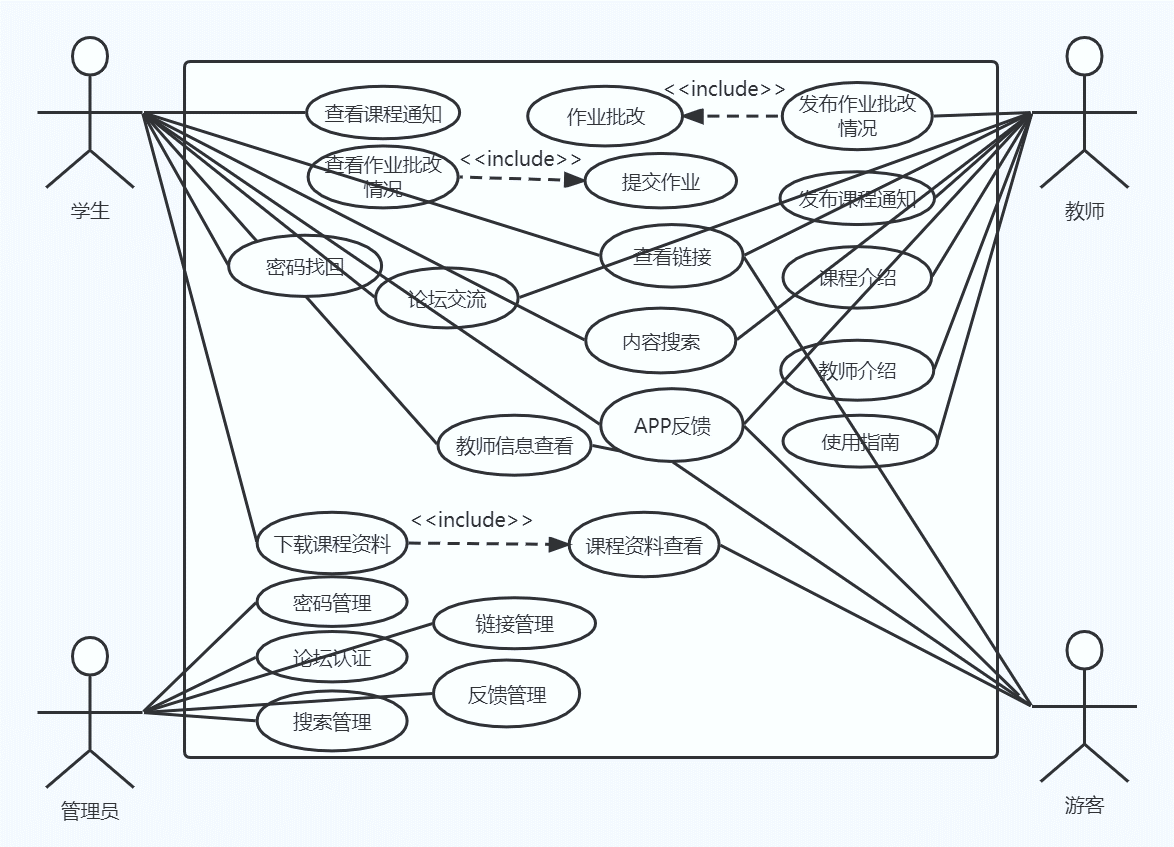 <<include>>
查看课程通知
作业批改
发布作业批改
情况
查看作业批改
情况
<<include>>
提交作业
发布课程通知
学生
教师
密码找回
查看链接
课程介绍
论坛交流
内容搜索
教师介绍
APP反馈
教师信息查看
使用指南
<<include>>
下载课程资料
课程资料查看
密码管理
链接管理
论坛认证
反馈管理
搜索管理
管理员
游客